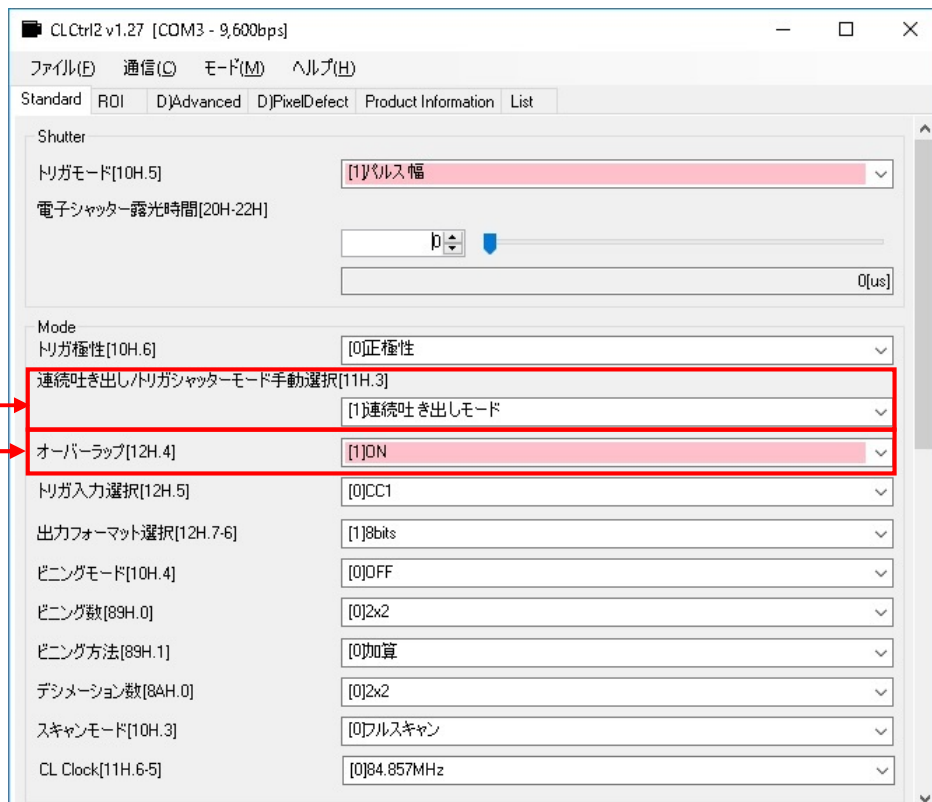 CLCtrl2 v1.27 [COM3 - 9,600bps]
ファイル(F) 通信(C) モード(M) ヘルプ(H)
Standard ROI D)Advanced D)PixelDefect Product Information List
Shutter
トリガモード[10H.5] [1]パルス幅
電子シャッター露光時間[20H-22H]
0
0[us]
Mode
トリガ極性[10H.6] [0]正極性
連続吐き出し/トリガシャッターモード手動選択[11H.3]
[1]連続吐き出しモード
オーバーラップ[12H.4] [1]ON
トリガ入力選択[12H.5] [0]CC1
出力フォーマット選択[12H.7-6] [1]8bits
ビニングモード[10H.4] [0]OFF
ビニング数[89H.0] [0]2x2
ビニング方法[89H.1] [0]加算
デシメーション数[8AH.0] [0]2x2
スキャンモード[10H.3] [0]フルスキャン
CL Clock[11H.6-5] [0]84.857MHz